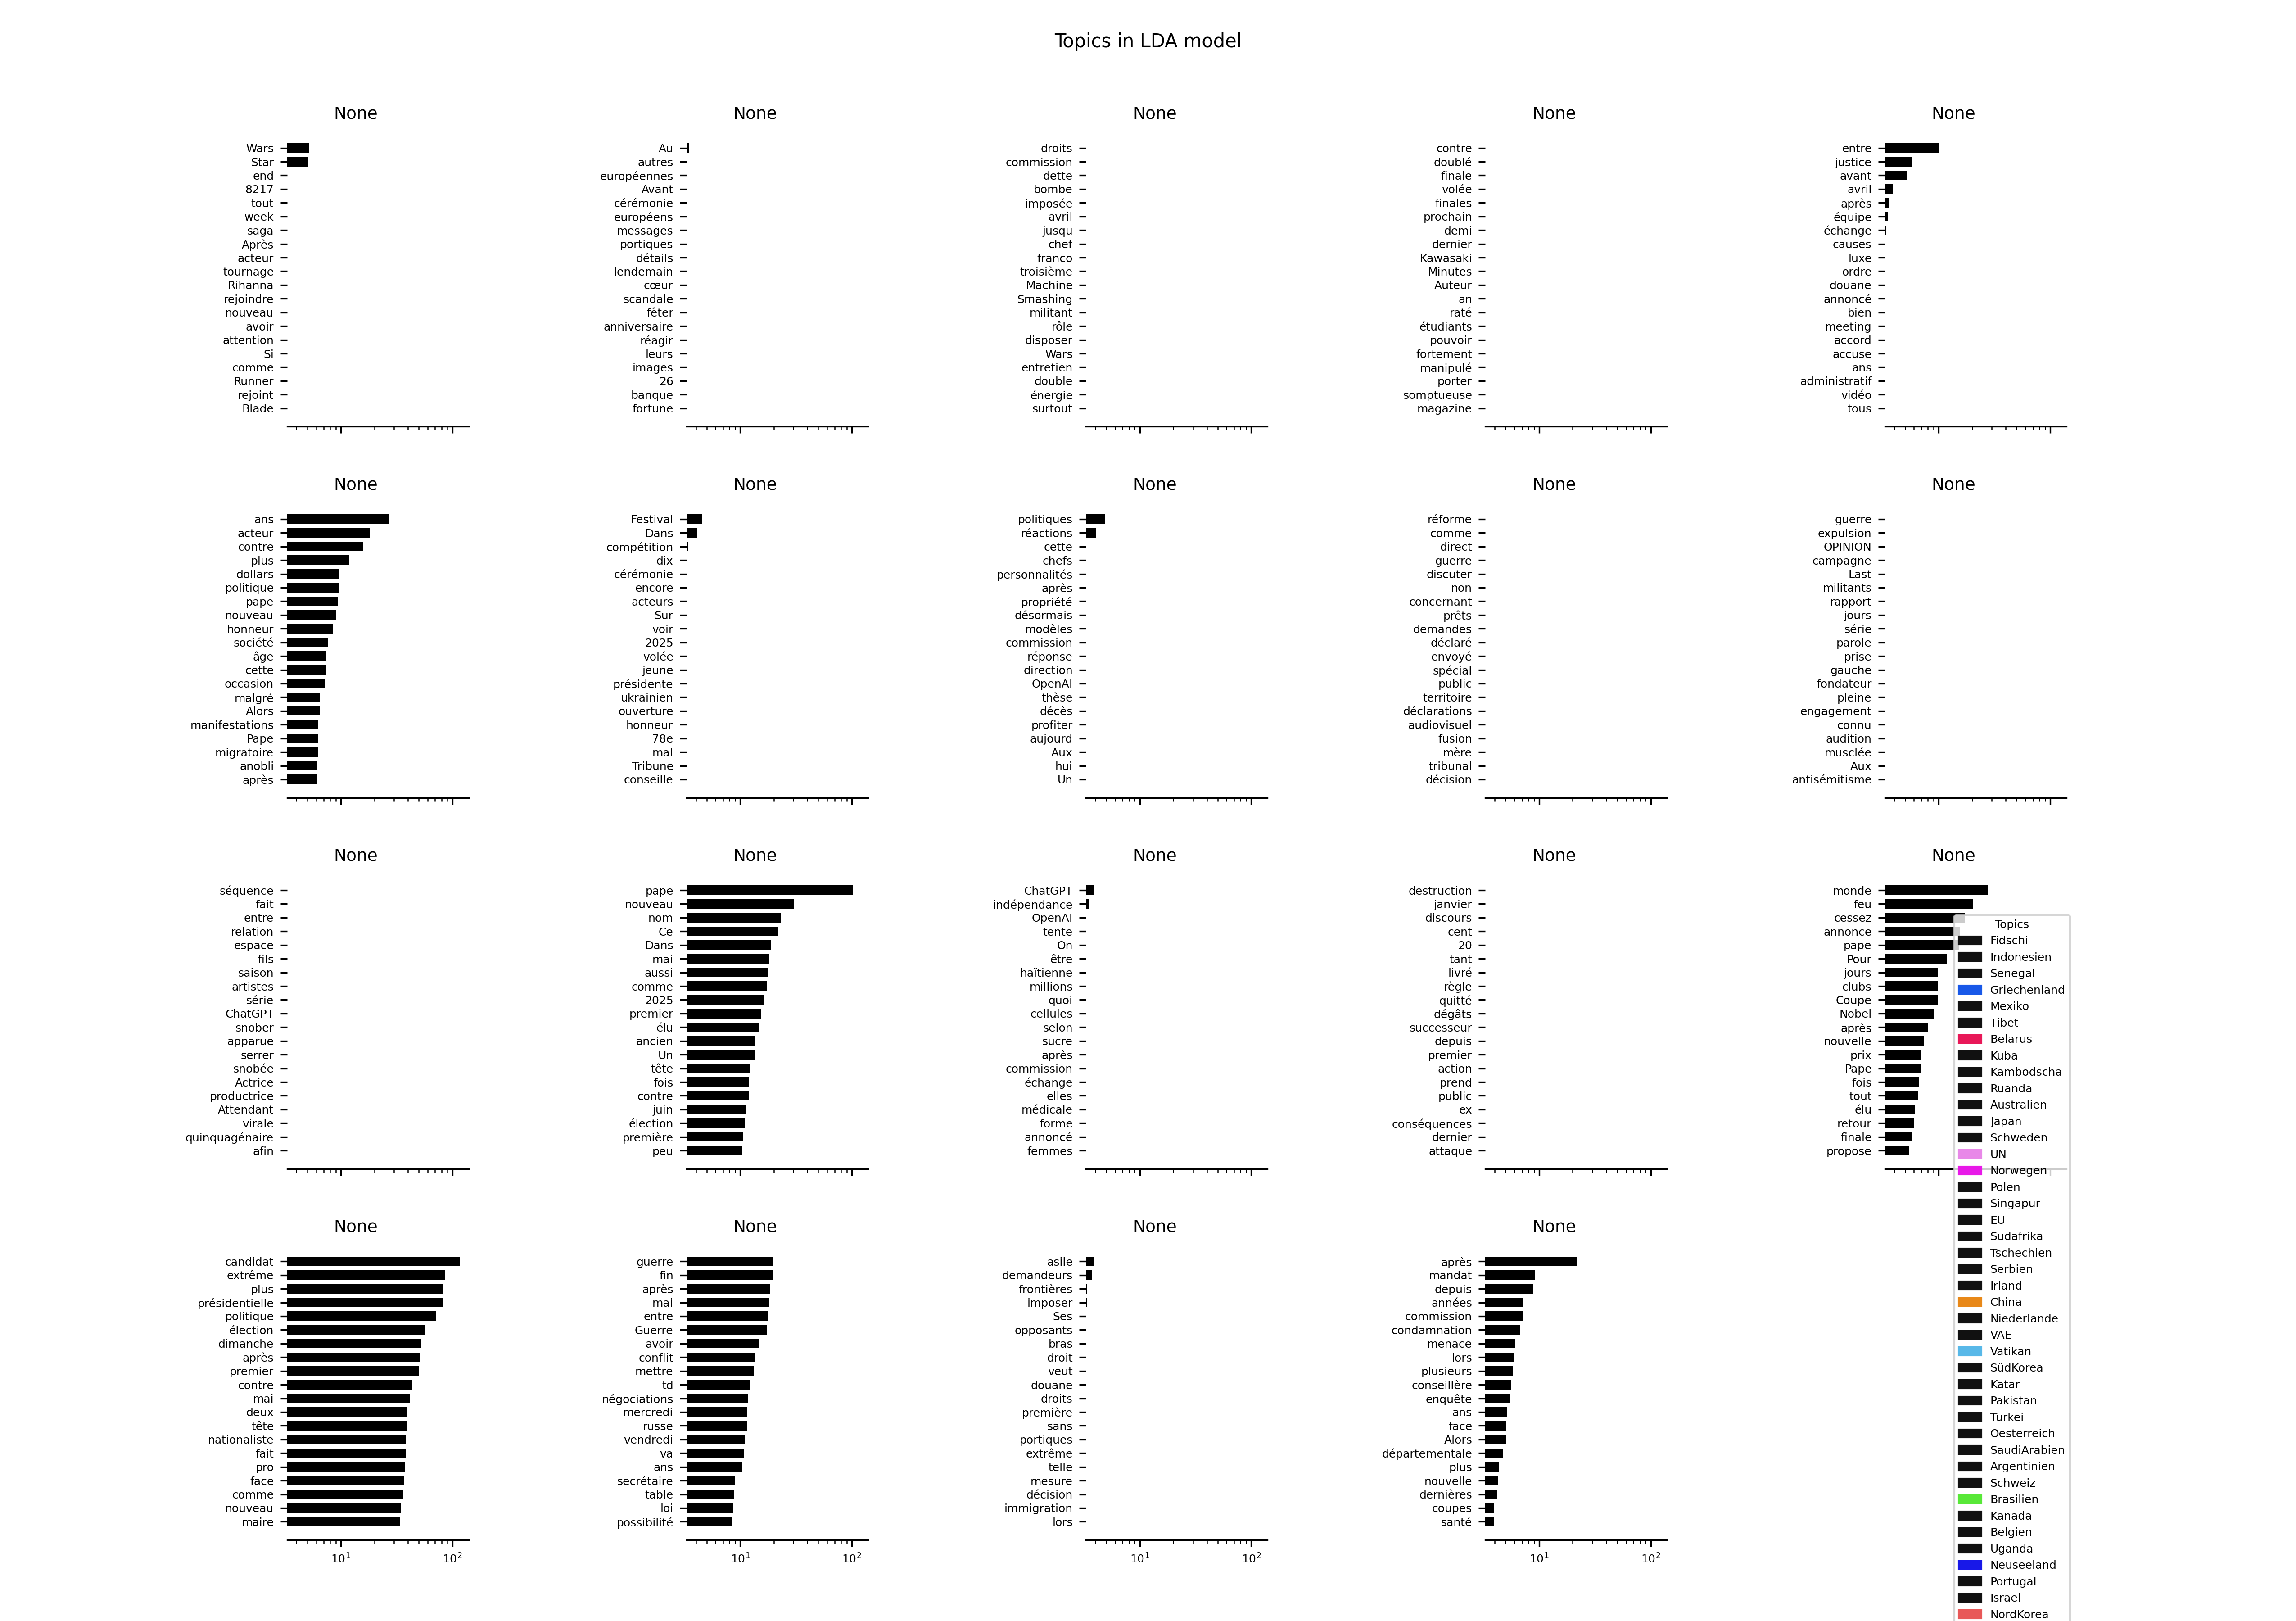 Topics in LDA model
None
Wars
Star
end
8217
tout
week
saga
Après
acteur
tournage
Rihanna
rejoindre
nouveau
avoir
attention
Si
comme
Runner
rejoint
Blade
None
Au
autres
européennes
Avant
cérémonie
européens
messages
portiques
détails
lendemain
cœur
scandale
fêter
anniversaire
réagir
leurs
images
26
banque
fortune
None
droits
commission
dette
bombe
imposée
avril
jusqu
chef
franco
troisième
Machine
Smashing
militant
rôle
disposer
Wars
entretien
double
énergie
surtout
None
contre
doublé
finale
volée
finales
prochain
demi
dernier
Kawasaki
Minutes
Auteur
an
raté
étudiants
pouvoir
fortement
manipulé
porter
somptueuse
magazine
None
entre
justice
avant
avril
après
équipe
échange
causes
luxe
ordre
douane
annoncé
bien
meeting
accord
accuse
ans
administratif
vidéo
tous
None
ans
acteur
contre
plus
dollars
politique
pape
nouveau
honneur
société
âge
cette
occasion
malgré
Alors
manifestations
Pape
migratoire
anobli
après
None
Festival
Dans
compétition
dix
cérémonie
encore
acteurs
Sur
voir
2025
volée
jeune
présidente
ukrainien
ouverture
honneur
78e
mal
Tribune
conseille
None
politiques
réactions
cette
chefs
personnalités
après
propriété
désormais
modèles
commission
réponse
direction
OpenAI
thèse
décès
profiter
aujourd
Aux
hui
Un
None
réforme
comme
direct
guerre
discuter
non
concernant
prêts
demandes
déclaré
envoyé
spécial
public
territoire
déclarations
audiovisuel
fusion
mère
tribunal
décision
None
guerre
expulsion
OPINION
campagne
Last
militants
rapport
jours
série
parole
prise
gauche
fondateur
pleine
engagement
connu
audition
musclée
Aux
antisémitisme
None
séquence
fait
entre
relation
espace
fils
saison
artistes
série
ChatGPT
snober
apparue
serrer
snobée
Actrice
productrice
Attendant
virale
quinquagénaire
afin
None
pape
nouveau
nom
Ce
Dans
mai
aussi
comme
2025
premier
élu
ancien
Un
tête
fois
contre
juin
élection
première
peu
None
ChatGPT
indépendance
OpenAI
tente
On
être
haïtienne
millions
quoi
cellules
selon
sucre
après
commission
échange
elles
médicale
forme
annoncé
femmes
None
destruction
janvier
discours
cent
20
tant
livré
règle
quitté
dégâts
successeur
depuis
premier
action
prend
public
ex
conséquences
dernier
attaque
None
monde
feu
cessez
annonce
pape
Pour
jours
clubs
Coupe
Nobel
après
nouvelle
prix
Pape
fois
tout
élu
retour
finale
propose
None
candidat
extrême
plus
présidentielle
politique
élection
dimanche
après
premier
contre
mai
deux
tête
nationaliste
fait
pro
face
comme
nouveau
maire
10¹ 10²
None
guerre
fin
après
mai
entre
Guerre
avoir
conflit
mettre
td
négociations
mercredi
russe
vendredi
va
ans
secrétaire
table
loi
possibilité
10¹ 10²
None
asile
demandeurs
frontières
imposer
Ses
opposants
bras
droit
veut
douane
droits
première
sans
portiques
extrême
telle
mesure
décision
immigration
lors
10¹ 10²
None
après
mandat
depuis
années
commission
condamnation
menace
lors
plusieurs
conseillère
enquête
ans
face
Alors
départementale
plus
nouvelle
dernières
coupes
santé
10¹ 10²
Topics
Fidschi
Indonesien
Senegal
Griechenland
Mexiko
Tibet
Belarus
Kuba
Kambodscha
Ruanda
Australien
Japan
Schweden
UN
Norwegen
Polen
Singapur
EU
Südafrika
Tschechien
Serbien
Irland
China
Niederlande
VAE
Vatikan
SüdKorea
Katar
Pakistan
Türkei
Oesterreich
SaudiArabien
Argentinien
Schweiz
Brasilien
Kanada
Belgien
Uganda
Neuseeland
Portugal
Israel
NordKorea